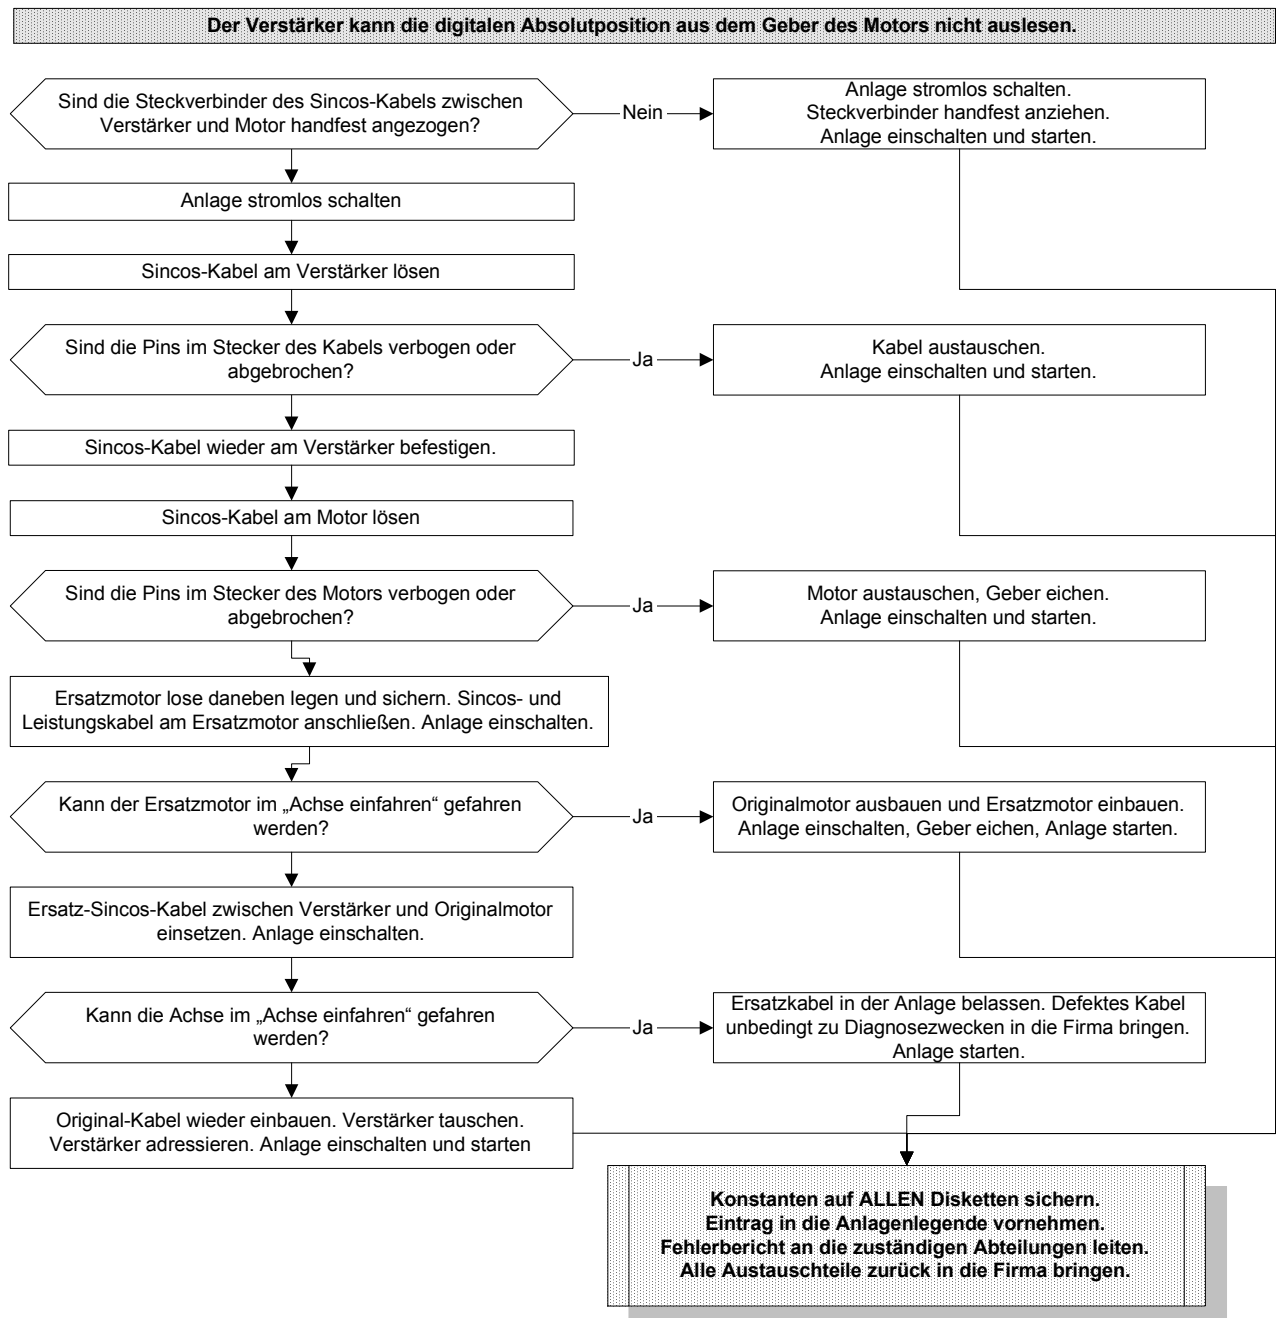 Der Verstärker kann die digitalen Absolutposition aus dem Geber des Motors nicht auslesen.
Sind die Steckverbinder des Sincos-Kabels zwischen
Verstärker und Motor handfest angezogen?
Nein
Anlage stromlos schalten.
Steckverbinder handfest anziehen.
Anlage einschalten und starten.
Anlage stromlos schalten
Sincos-Kabel am Verstärker lösen
Sind die Pins im Stecker des Kabels verbogen oder
abgebrochen?
Ja
Kabel austauschen.
Anlage einschalten und starten.
Sincos-Kabel wieder am Verstärker befestigen.
Sincos-Kabel am Motor lösen
Sind die Pins im Stecker des Motors verbogen oder
abgebrochen?
Ja
Motor austauschen, Geber eichen.
Anlage einschalten und starten.
Ersatzmotor lose daneben legen und sichern. Sincos- und
Leistungskabel am Ersatzmotor anschließen. Anlage einschalten.
Kann der Ersatzmotor im „Achse einfahren“ gefahren
werden?
Ja
Originalmotor ausbauen und Ersatzmotor einbauen.
Anlage einschalten, Geber eichen, Anlage starten.
Ersatz-Sincos-Kabel zwischen Verstärker und Originalmotor
einsetzen. Anlage einschalten.
Kann die Achse im „Achse einfahren“ gefahren
werden?
Ja
Ersatzkabel in der Anlage belassen. Defektes Kabel
unbedingt zu Diagnosezwecken in die Firma bringen.
Anlage starten.
Original-Kabel wieder einbauen. Verstärker tauschen.
Verstärker adressieren. Anlage einschalten und starten
Konstanten auf ALLEN Disketten sichern.
Eintrag in die Anlagenlegende vornehmen.
Fehlerbericht an die zuständigen Abteilungen leiten.
Alle Austauschteile zurück in die Firma bringen.